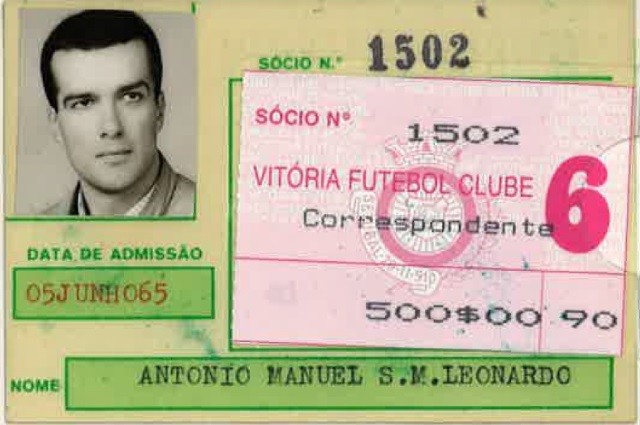 SÓCIO N.º 1502
SÓCIO Nº 1502
VITÓRIA FUTEBOL CLUBE
Correspondente
6
500$00 90
DATA DE ADMISSÃO
05JUNHO65
NOME ANTONIO MANUEL S.M.LEONARDO